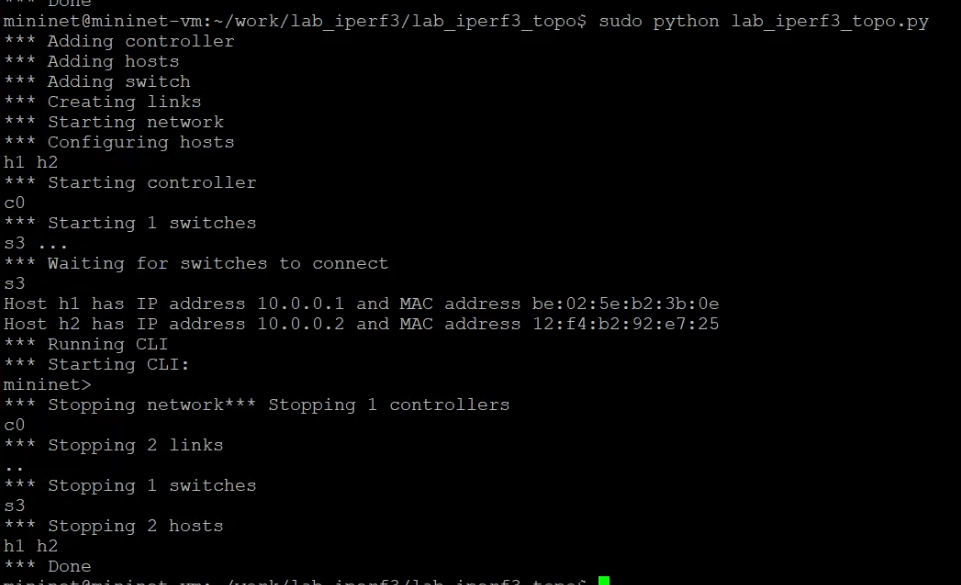 *** Done
mininet@mininet-vm:~/work/lab_iperf3/lab_iperf3_topo$ sudo python lab_iperf3_topo.py
*** Adding controller
*** Adding hosts
*** Adding switch
*** Creating links
*** Starting network
*** Configuring hosts
h1 h2
*** Starting controller
c0
*** Starting 1 switches
s3 ...
*** Waiting for switches to connect
s3
Host h1 has IP address 10.0.0.1 and MAC address be:02:5e:b2:3b:0e
Host h2 has IP address 10.0.0.2 and MAC address 12:f4:b2:92:e7:25
*** Running CLI
*** Starting CLI:
mininet>
*** Stopping network*** Stopping 1 controllers
c0
*** Stopping 2 links
..
*** Stopping 1 switches
s3
*** Stopping 2 hosts
h1 h2
*** Done
mininet@mininet-vm:~/work/lab_iperf3/lab_iperf3_topo$